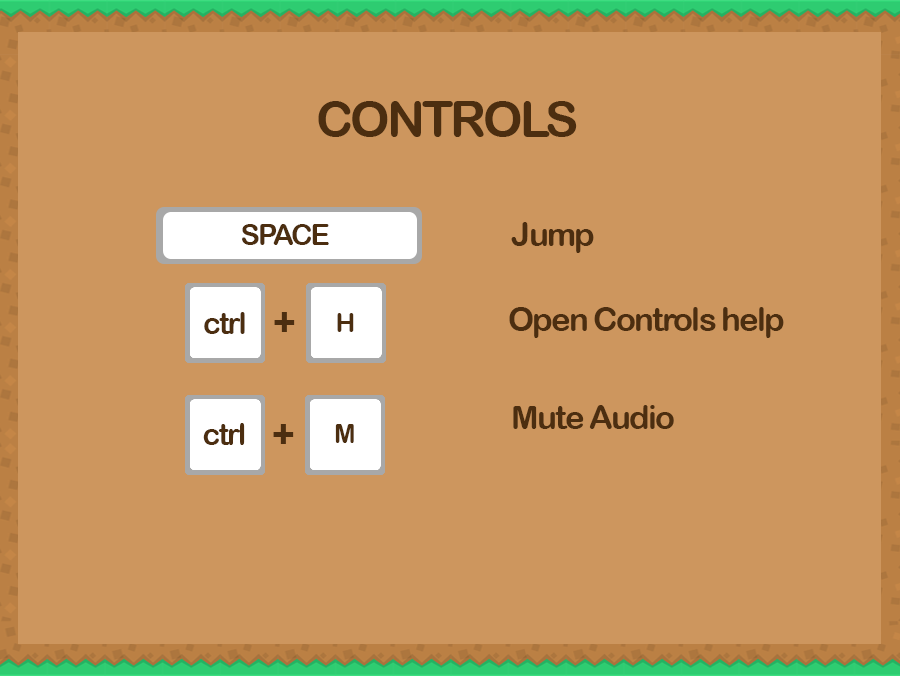 CONTROLS
SPACE Jump
ctrl + H Open Controls help
ctrl + M Mute Audio